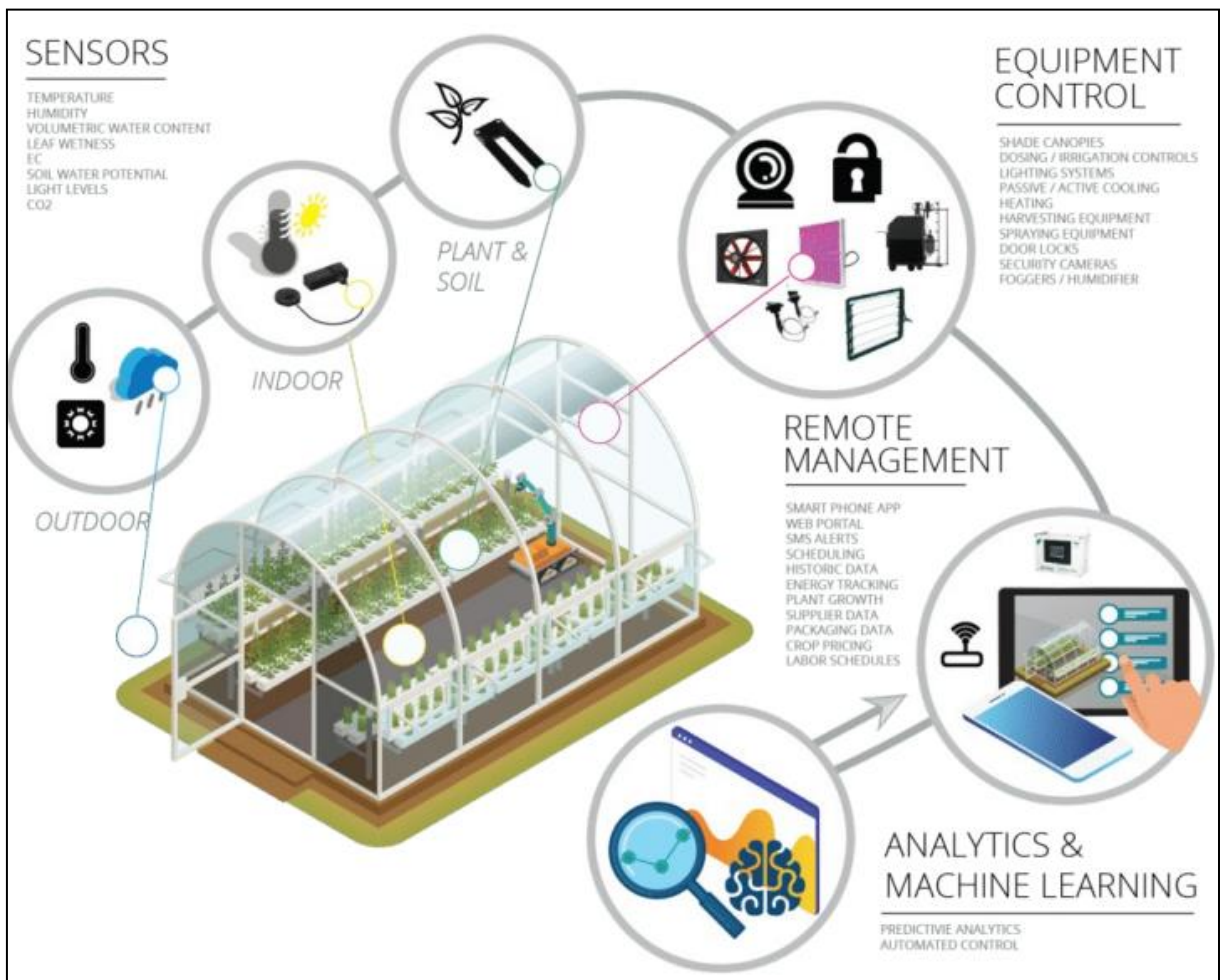 SENSORS
TEMPERATURE
HUMIDITY
VOLUMETRIC WATER CONTENT
LEAF WETNESS
EC
SOIL WATER POTENTIAL
LIGHT LEVELS
CO2
OUTDOOR
INDOOR
PLANT &
SOIL
EQUIPMENT
CONTROL
SHADE CANOPIES
DOSING / IRRIGATION CONTROLS
LIGHTING SYSTEMS
PASSIVE / ACTIVE COOLING
HEATING
HARVESTING EQUIPMENT
SPRAYING EQUIPMENT
DOOR LOCKS
SECURITY CAMERAS
FOGGERS / HUMIDIFIER
REMOTE
MANAGEMENT
SMART PHONE APP
WEB PORTAL
SMS ALERTS
SCHEDULING
HISTORIC DATA
ENERGY TRACKING
PLANT GROWTH
SUPPLIER DATA
PACKAGING DATA
CROP PRICING
LABOR SCHEDULES
ANALYTICS &
MACHINE LEARNING
PREDICTIVIE ANALYTICS
AUTOMATED CONTROL